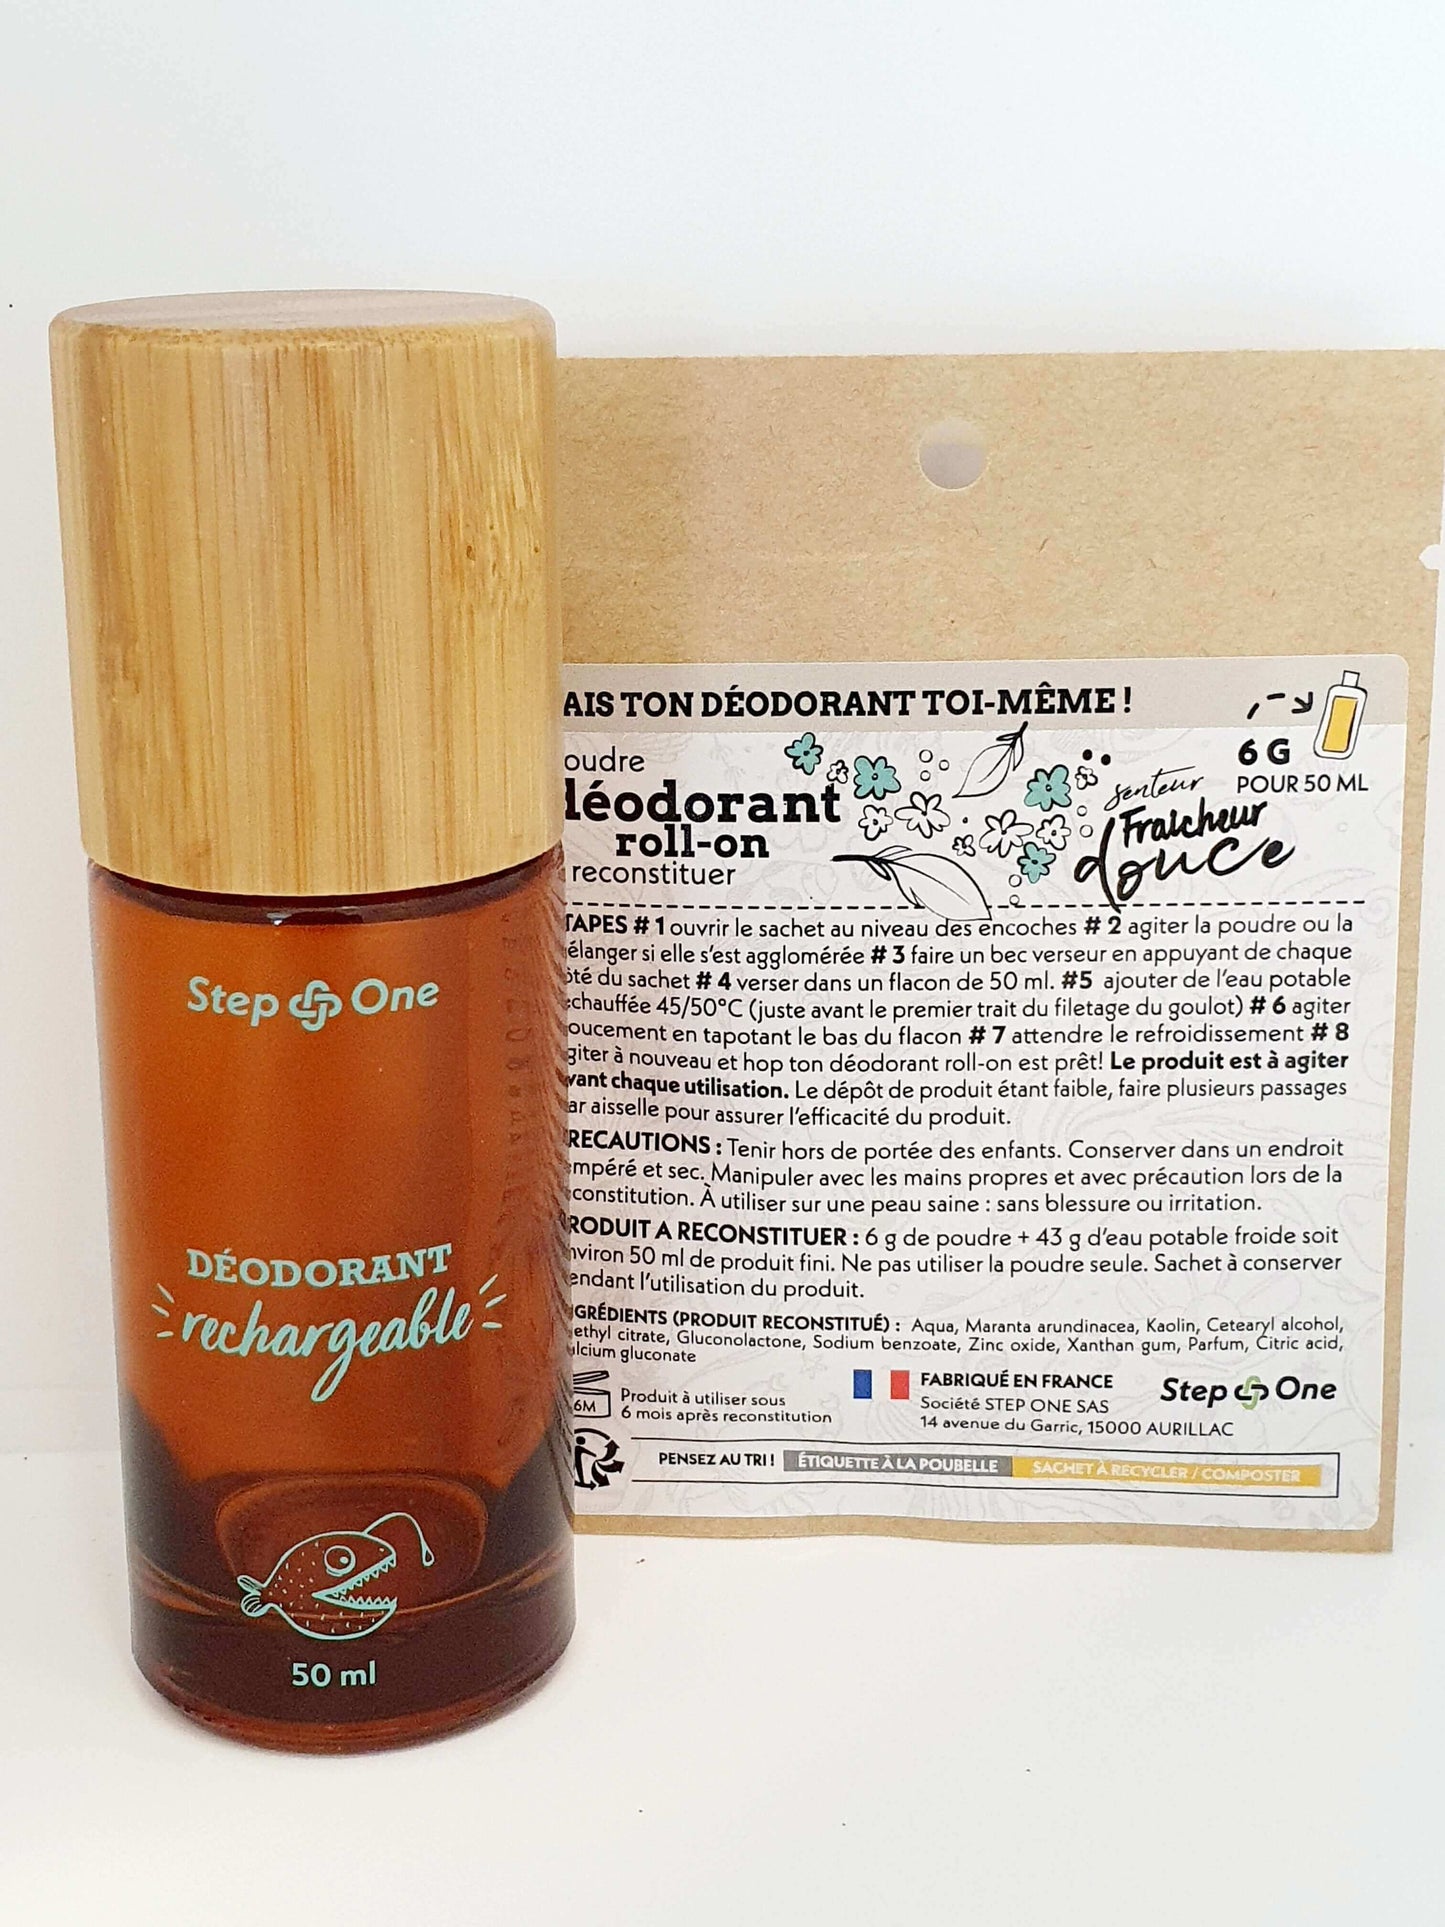 Step One
DÉODORANT
rechargeable
50 ml
AIS TON DÉODORANT TOI-MÊME !
6 G
POUR 50 ML
oudre
déodorant
roll-on
reconstituer
senteur
Fraîcheur
douce
TAPES # 1 ouvrir le sachet au niveau des encoches # 2 agiter la poudre ou la
élanger si elle s'est agglomérée # 3 faire un bec verseur en appuyant de chaque
ôté du sachet # 4 verser dans un flacon de 50 ml. #5 ajouter de l'eau potable
chauffée 45/50°C (juste avant le premier trait du filetage du goulot) # 6 agiter
oucement en tapotant le bas du flacon # 7 attendre le refroidissement # 8
giter à nouveau et hop ton déodorant roll-on est prêt! Le produit est à agiter
vant chaque utilisation. Le dépôt de produit étant faible, faire plusieurs passages
ar aisselle pour assurer l'efficacité du produit.
RECAUTIONS : Tenir hors de portée des enfants. Conserver dans un endroit
mpéré et sec. Manipuler avec les mains propres et avec précaution lors de la
constitution. À utiliser sur une peau saine : sans blessure ou irritation.
RODUIT A RECONSTITUER : 6 g de poudre + 43 g d'eau potable froide soit
nviron 50 ml de produit fini. Ne pas utiliser la poudre seule. Sachet à conserver
endant l'utilisation du produit.
GRÉDIENTS (PRODUIT RECONSTITUÉ) : Aqua, Maranta arundinacea, Kaolin, Cetearyl alcohol,
ethyl citrate, Gluconolactone, Sodium benzoate, Zinc oxide, Xanthan gum, Parfum, Citric acid,
lcium gluconate
6M
Produit à utiliser sous
6 mois après reconstitution
FABRIQUÉ EN FRANCE
Société STEP ONE SAS
14 avenue du Garric, 15000 AURILLAC
Step One
PENSEZ AU TRI ! ÉTIQUETTE À LA POUBELLE SACHET À RECYCLER / COMPOSTER